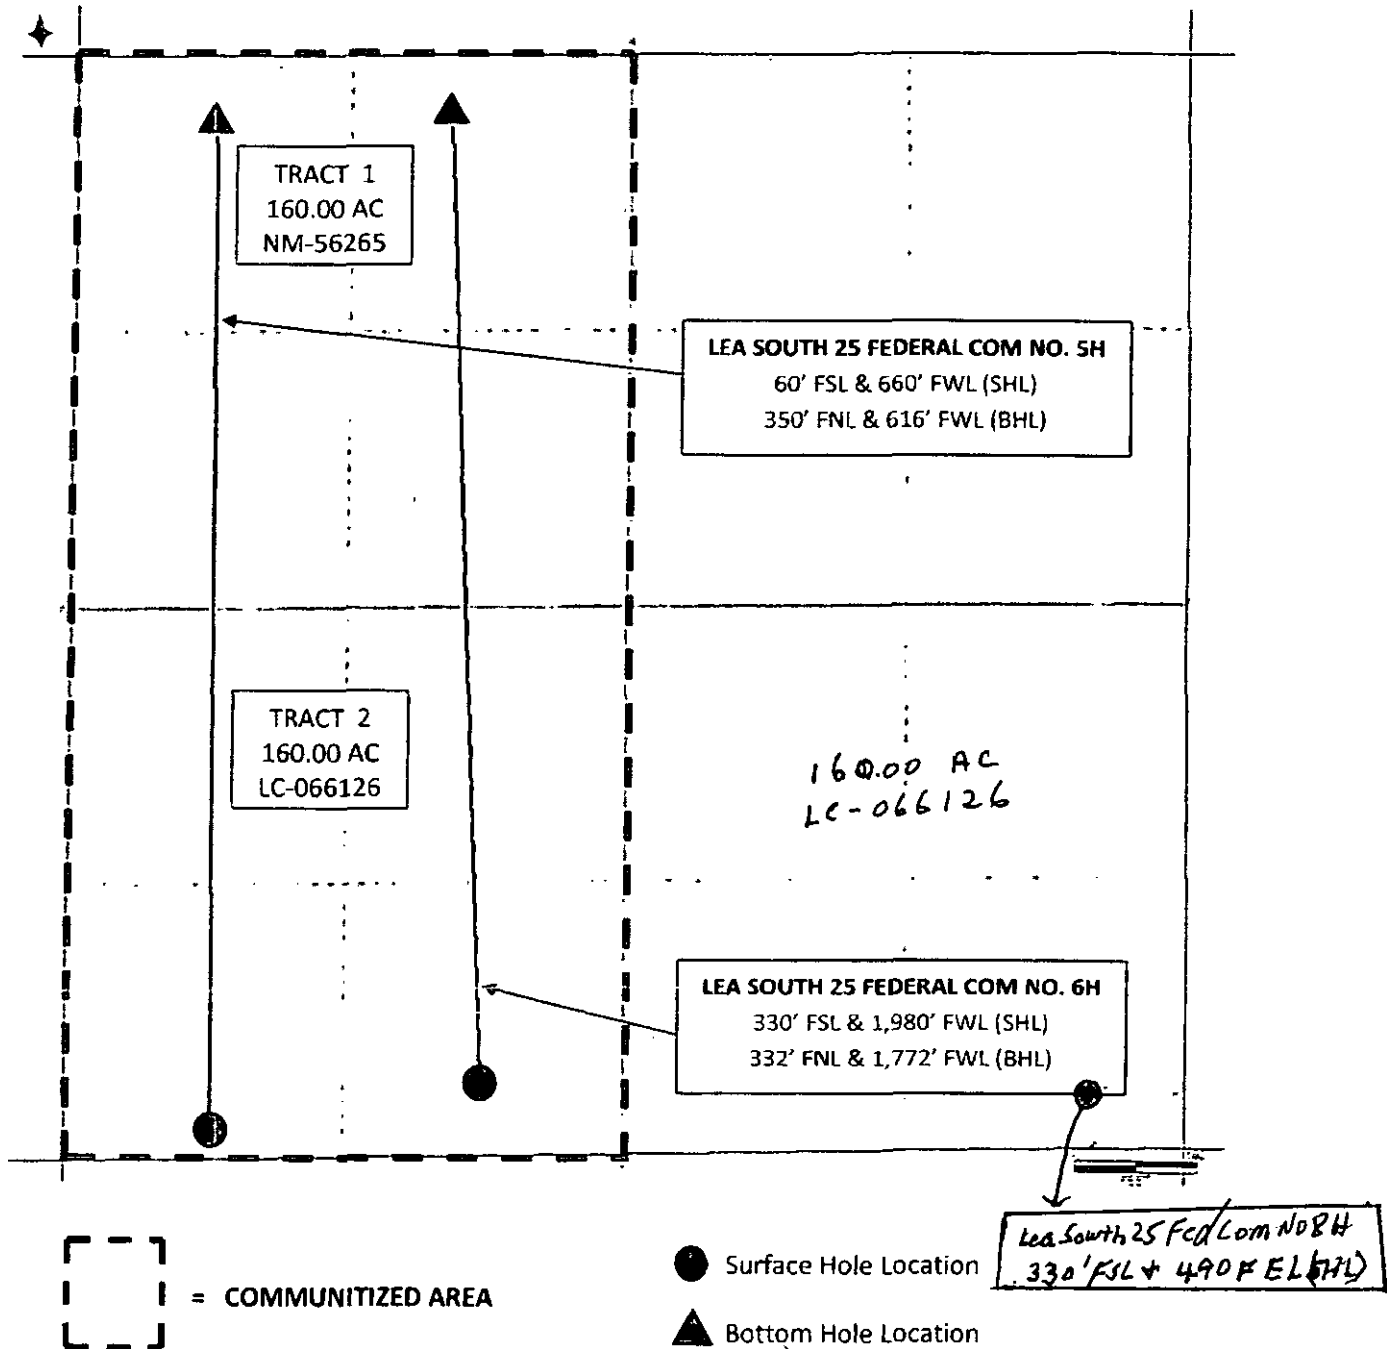 TRACT 1
160.00 AC
NM-56265
LEA SOUTH 25 FEDERAL COM NO. 5H
60' FSL & 660' FWL (SHL)
350' FNL & 616' FWL (BHL)
TRACT 2
160.00 AC
LC-066126
160.00 AC
LC-066126
LEA SOUTH 25 FEDERAL COM NO. 6H
330' FSL & 1,980' FWL (SHL)
332' FNL & 1,772' FWL (BHL)
Lea South 25 Fed Com No 8H
330' FSL + 490 FEL (SHL)
= COMMUNITIZED AREA
Surface Hole Location
Bottom Hole Location